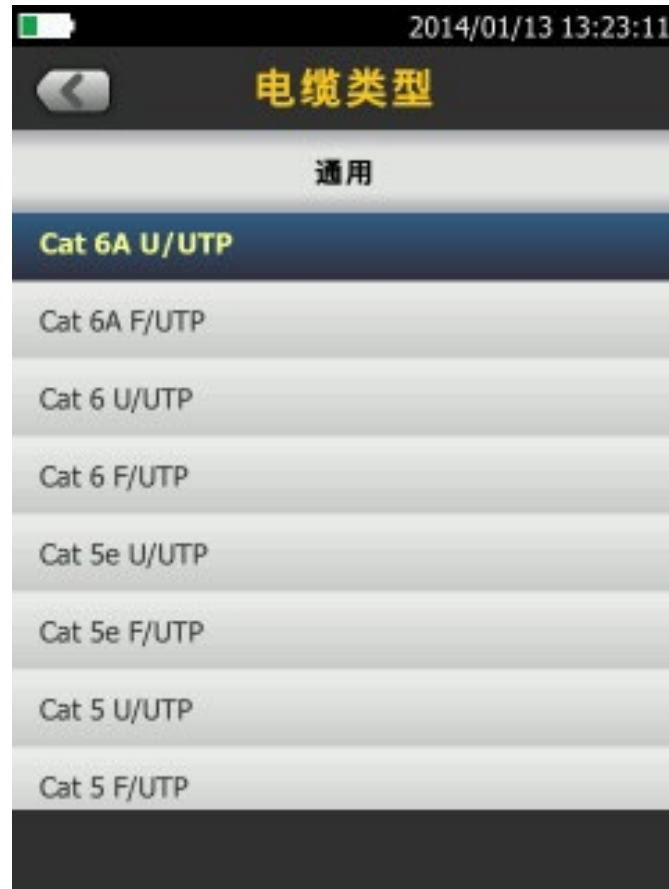 2014/01/13 13:23:11
电缆类型
通用
Cat 6A U/UTP
Cat 6A F/UTP
Cat 6 U/UTP
Cat 6 F/UTP
Cat 5e U/UTP
Cat 5e F/UTP
Cat 5 U/UTP
Cat 5 F/UTP